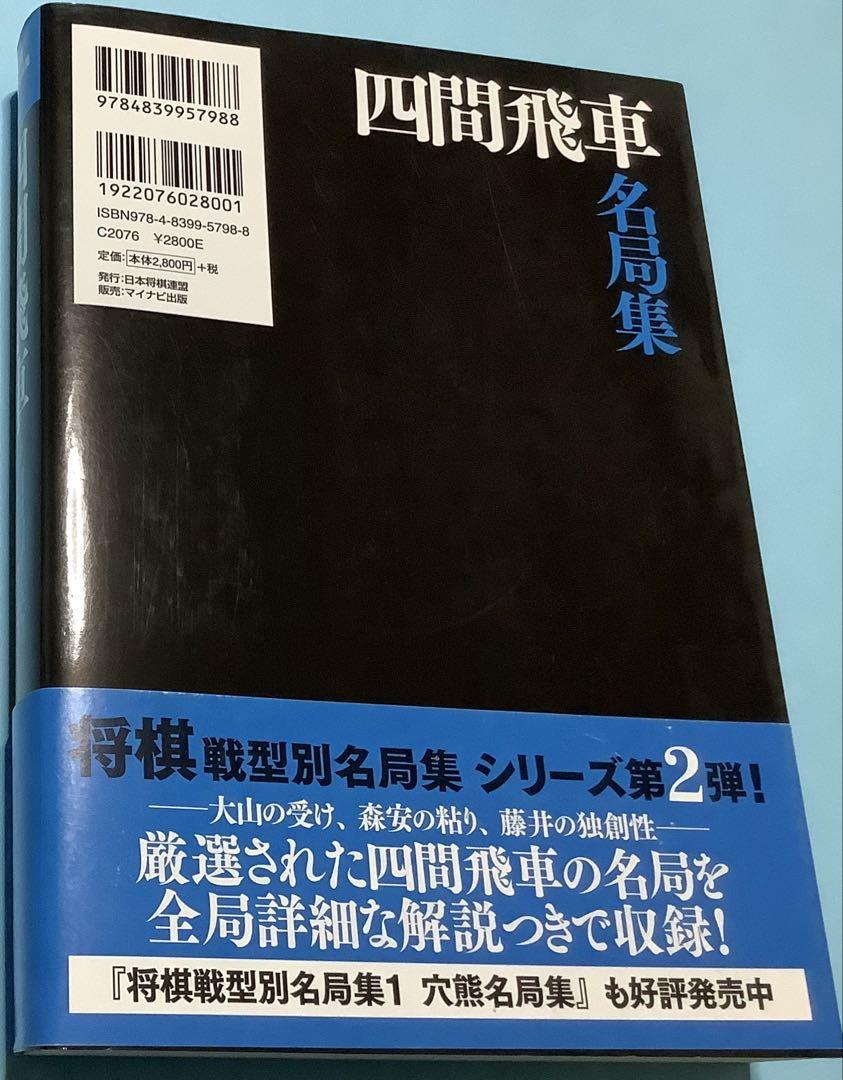 9784839957988
1922076028001
ISBN978-4-8399-5798-8
C2076 ¥2800E
定価:本体2,800円+税
発行:日本将棋連盟
販売:マイナビ出版
四間飛車
名局集
将棋戦型別名局集 シリーズ第2弾!
──大山の受け、森安の粘り、藤井の独創性──
厳選された四間飛車の名局を
全局詳細な解説つきで収録!
『将棋戦型別名局集1 穴熊名局集』も好評発売中